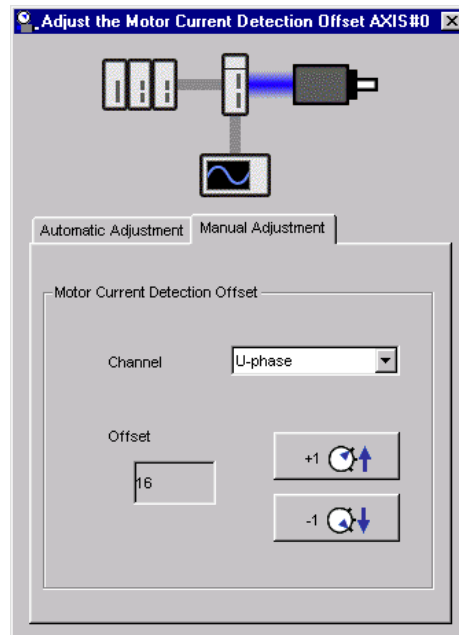 Adjust the Motor Current Detection Offset AXIS#0
Automatic Adjustment
Manual Adjustment
Motor Current Detection Offset
Channel
U-phase
Offset
16
+1
-1